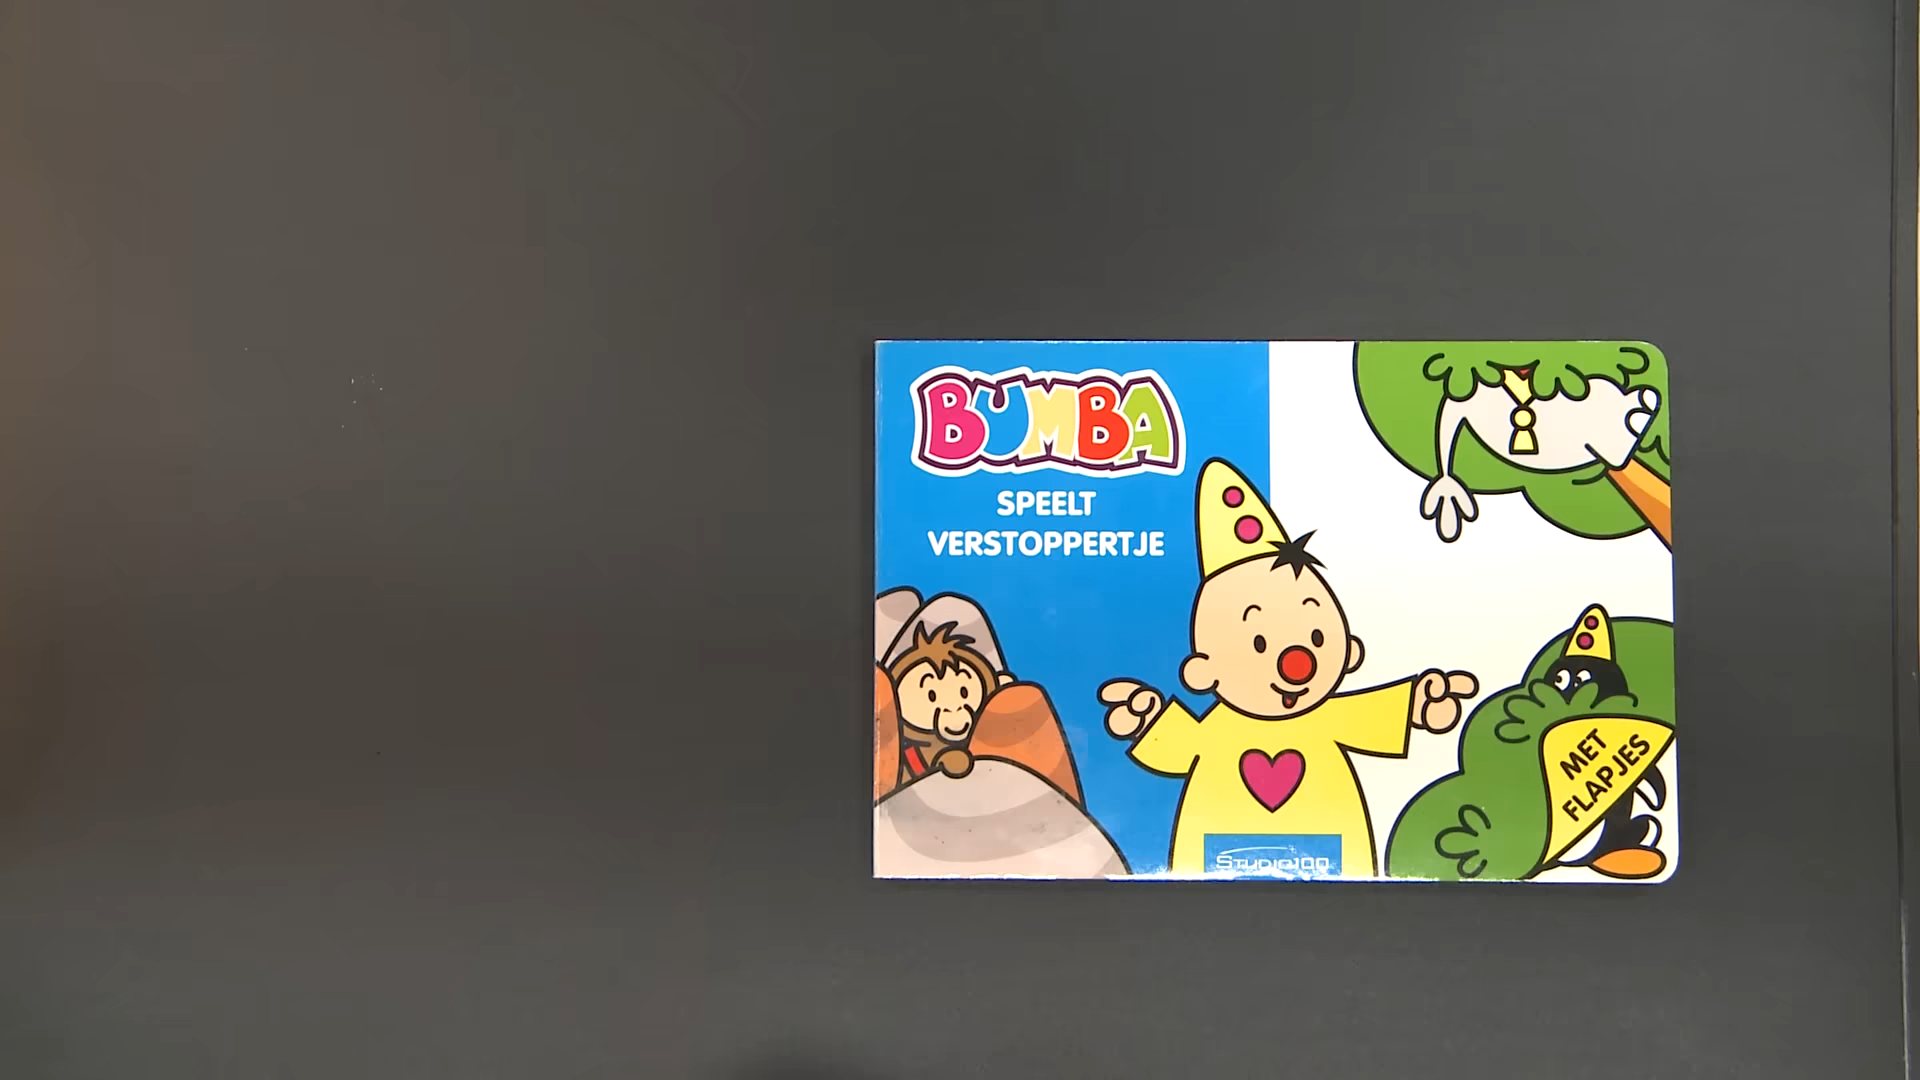 BUMBA
SPEELT
VERSTOPPERTJE
MET
FLAPJES
STUDIO100